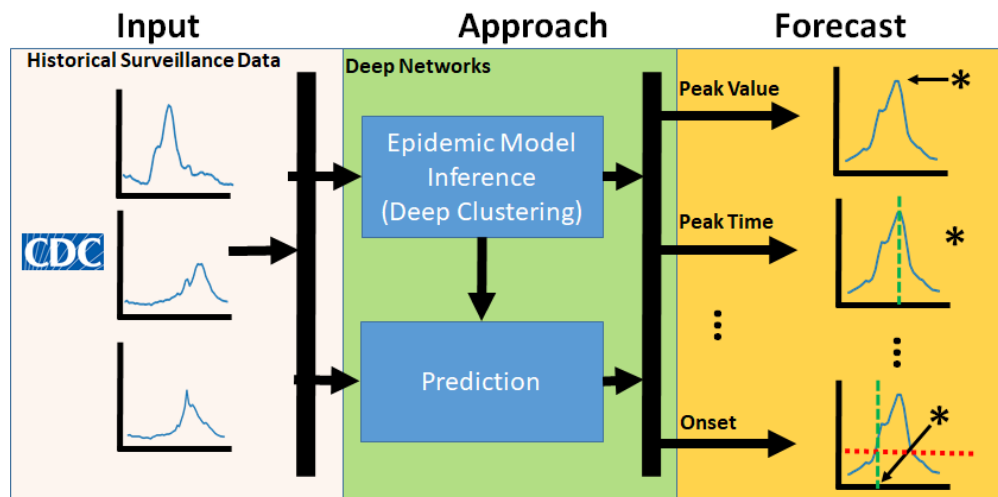 Input
Approach
Forecast
Historical Surveillance Data
CDC
Deep Networks
Epidemic Model
Inference
(Deep Clustering)
Prediction
Peak Value
*
Peak Time
*
Onset
*